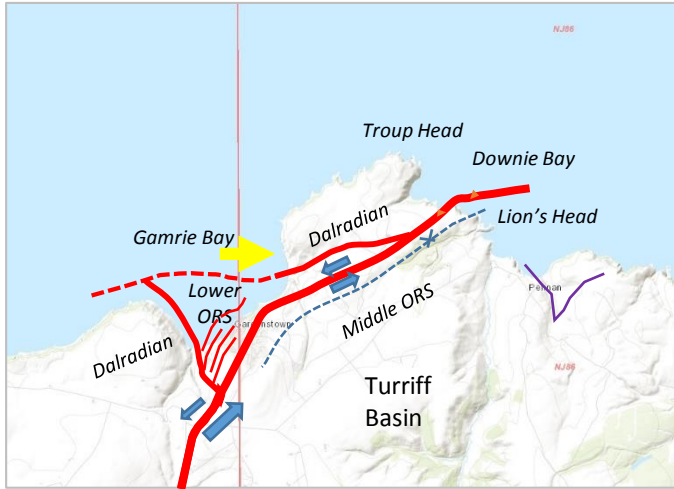 NJ86
Troup Head
Downie Bay
Lion's Head
Gamrie Bay
Dalradian
Lower
ORS
Pennan
Middle ORS
Dalradian
NJ86
Turriff
Basin